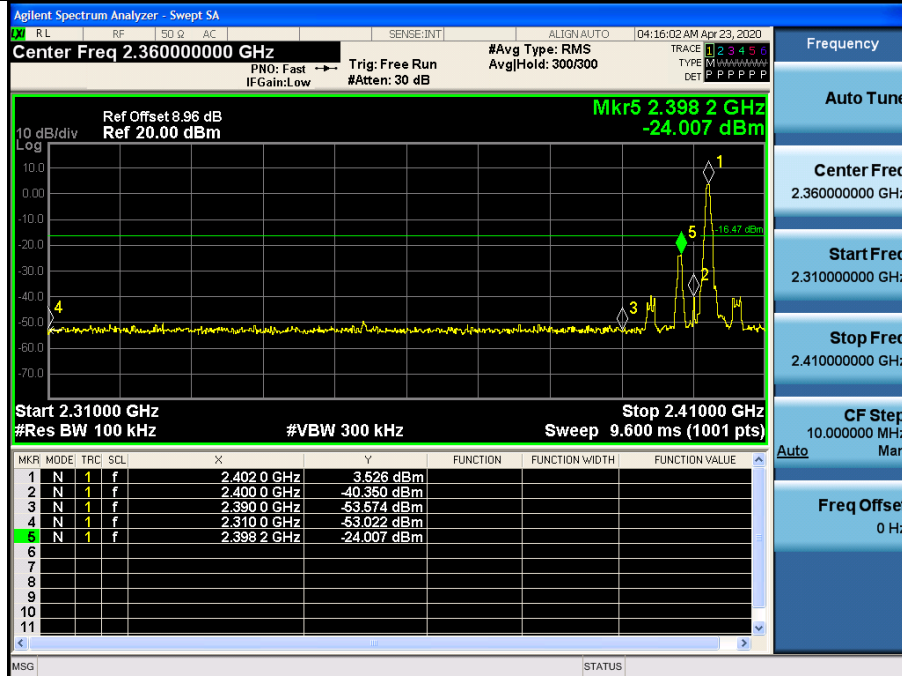 Agilent Spectrum Analyzer - Swept SA
LXI RL RF 50 Ω AC SENSE:INT ALIGN AUTO 04:16:02 AM Apr 23, 2020
Center Freq 2.360000000 GHz
PNO: Fast
IFGain:Low
Trig: Free Run
#Atten: 30 dB
#Avg Type: RMS
Avg|Hold: 300/300
TRACE 1 2 3 4 5 6
TYPE M W W W W W
DET P P P P P P
Ref Offset 8.96 dB
Ref 20.00 dBm
10 dB/div
Log
Mkr5 2.398 2 GHz
-24.007 dBm
10.0
0.00
-10.0
-20.0
-30.0
-40.0
-50.0
-60.0
-70.0
1
5
-16.47 dBm
2
4
3
Start 2.31000 GHz
Stop 2.41000 GHz
#Res BW 100 kHz
#VBW 300 kHz
Sweep 9.600 ms (1001 pts)
MKR MODE TRC SCL X Y FUNCTION FUNCTION WIDTH FUNCTION VALUE
1 N 1 f 2.402 0 GHz 3.526 dBm
2 N 1 f 2.400 0 GHz -40.350 dBm
3 N 1 f 2.390 0 GHz -53.574 dBm
4 N 1 f 2.310 0 GHz -53.022 dBm
5 N 1 f 2.398 2 GHz -24.007 dBm
6
7
8
9
10
11
MSG
STATUS
Frequency
Auto Tune
Center Freq
2.360000000 GHz
Start Freq
2.310000000 GHz
Stop Freq
2.410000000 GHz
CF Step
10.000000 MHz
Auto Man
Freq Offset
0 Hz